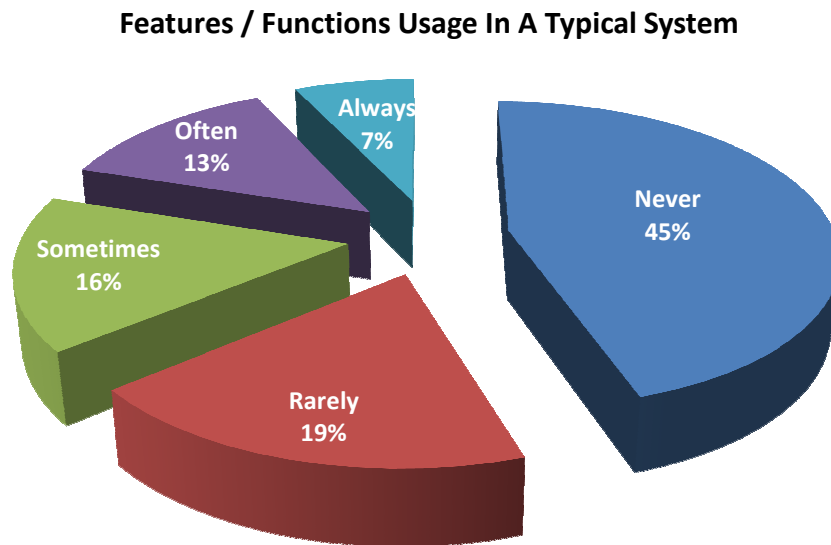 Features / Functions Usage In A Typical System
Always
7%
Often
13%
Never
45%
Sometimes
16%
Rarely
19%